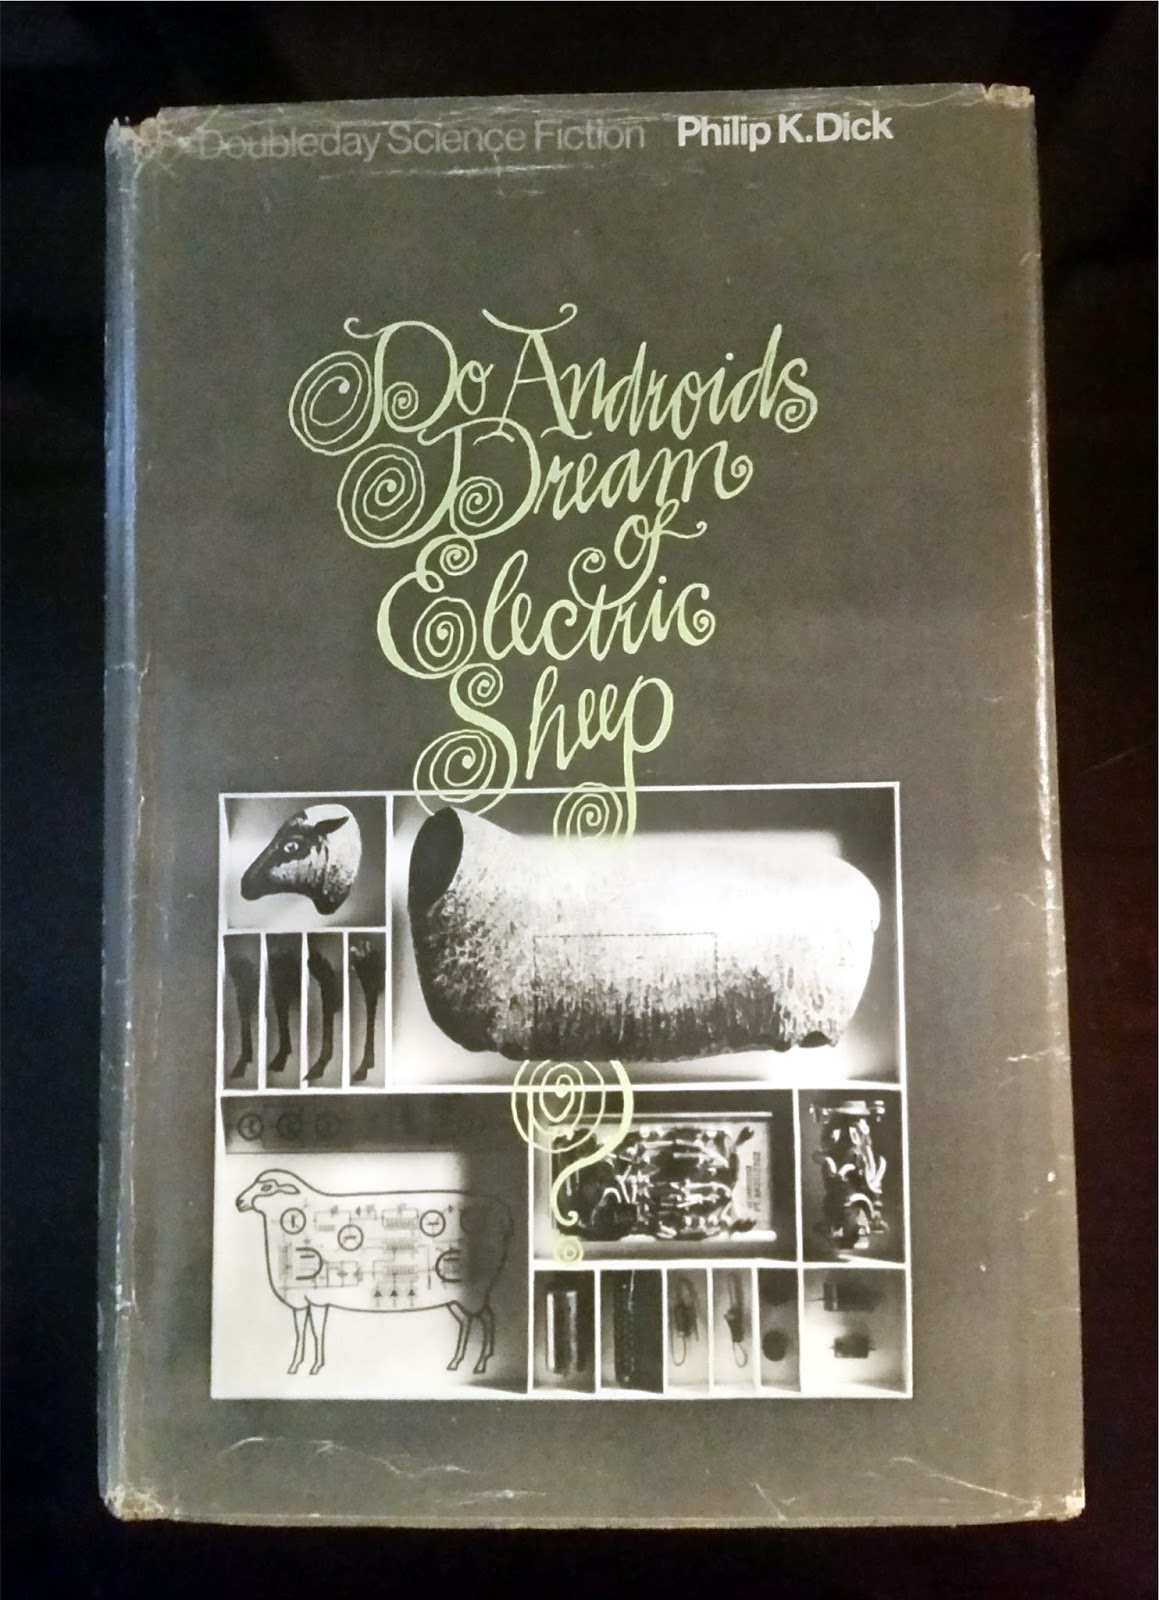 Doubleday Science Fiction Philip K. Dick
Do Androids
Dream
of
Electric
Sheep
?